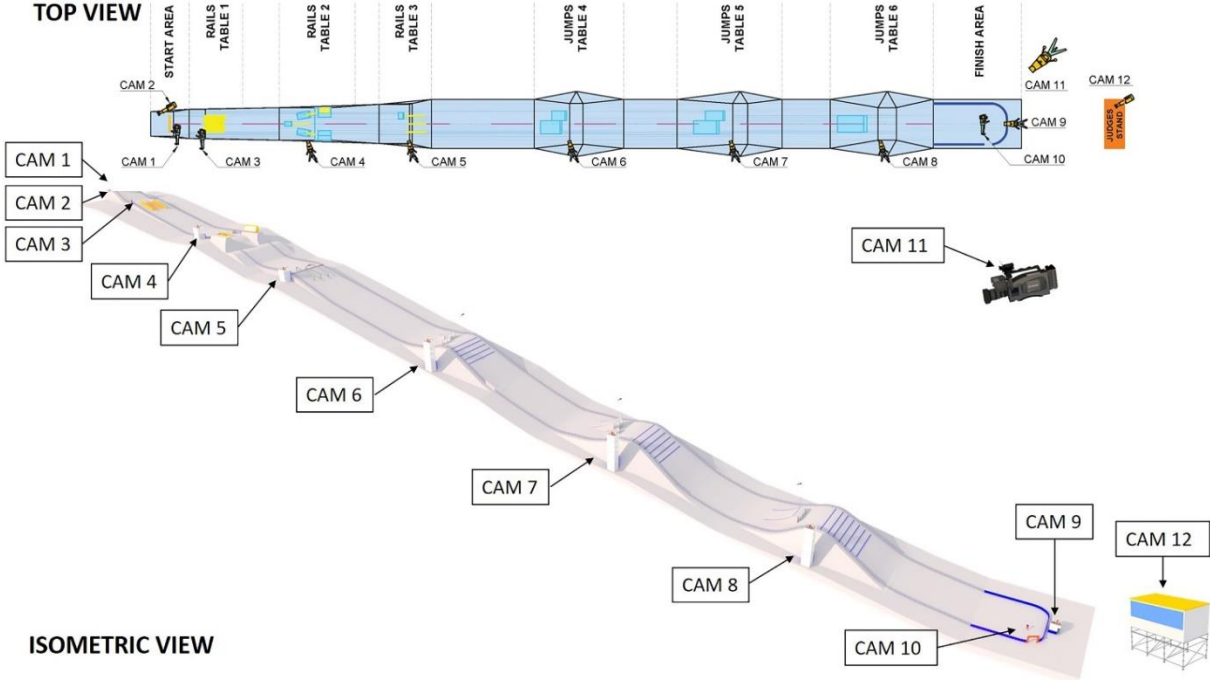 TOP VIEW
START AREA
RAILS
TABLE 1
RAILS
TABLE 2
RAILS
TABLE 3
JUMPS
TABLE 4
JUMPS
TABLE 5
JUMPS
TABLE 6
FINISH AREA
CAM 2
CAM 11
CAM 12
CAM 9
JUDGES
STAND
CAM 1
CAM 3
CAM 4
CAM 5
CAM 6
CAM 7
CAM 8
CAM 10
CAM 1
CAM 2
CAM 3
CAM 4
CAM 5
CAM 6
CAM 7
CAM 8
CAM 11
CAM 9
CAM 12
CAM 10
ISOMETRIC VIEW